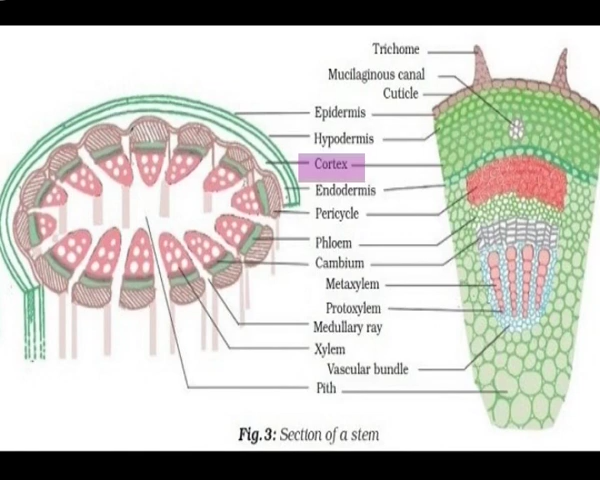 Trichome
Mucilaginous canal
Cuticle
Epidermis
Hypodermis
Cortex
Endodermis
Pericycle
Phloem
Cambium
Metaxylem
Protoxylem
Medullary ray
Xylem
Vascular bundle
Pith
Fig.3: Section of a stem